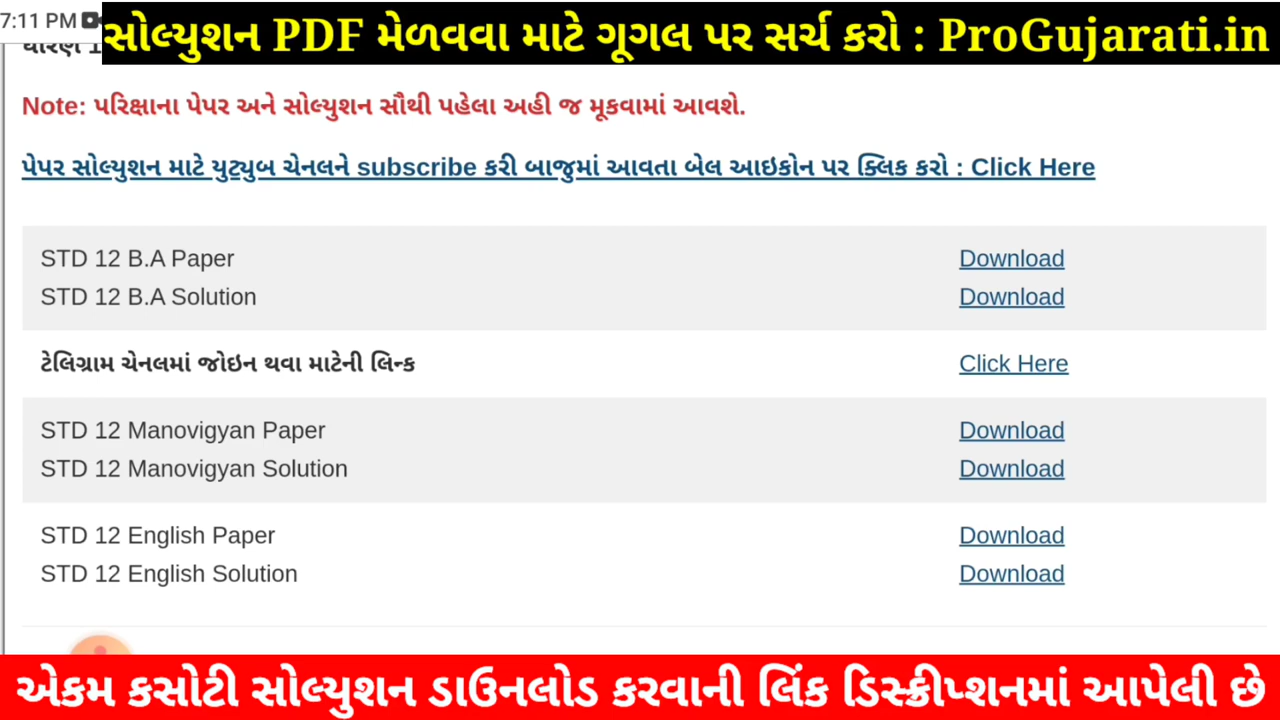 7:11 PM
સોલ્યુશન PDF મેળવવા માટે ગૂગલ પર સર્ચ કરો : ProGujarati.in
Note: પરિક્ષાના પેપર અને સોલ્યુશન સૌથી પહેલા અહી જ મૂકવામાં આવશે.
પેપર સોલ્યુશન માટે યુટ્યુબ ચેનલને subscribe કરી બાજુમાં આવતા બેલ આઇકોન પર ક્લિક કરો : Click Here
STD 12 B.A Paper Download
STD 12 B.A Solution Download
ટેલિગ્રામ ચેનલમાં જોઇન થવા માટેની લિન્ક Click Here
STD 12 Manovigyan Paper Download
STD 12 Manovigyan Solution Download
STD 12 English Paper Download
STD 12 English Solution Download
એકમ કસોટી સોલ્યુશન ડાઉનલોડ કરવાની લિંક ડિસ્ક્રીપ્શનમાં આપેલી છે